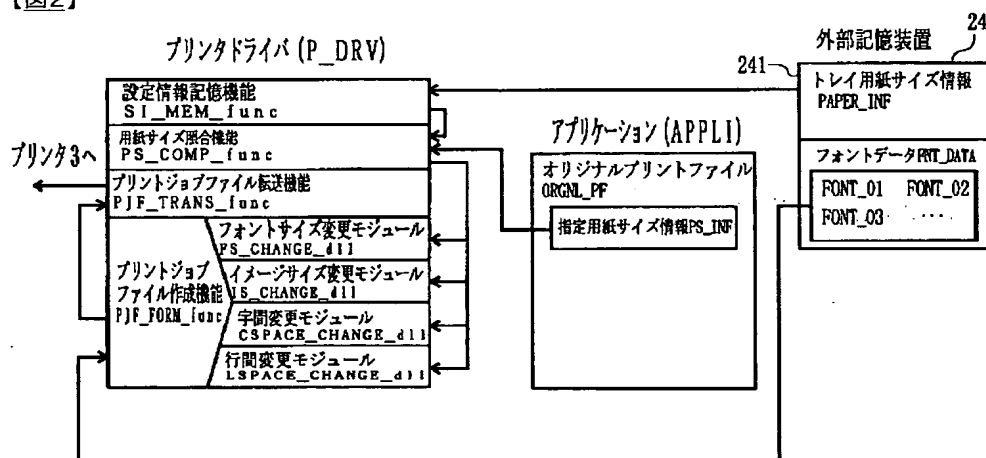 【図2】
プリンタドライバ(P_DRV)
設定情報記憶機能
SI_MEM_func
用紙サイズ照合機能
PS_COMP_func
プリンタ3へ
プリントジョブファイル転送機能
PJF_TRANS_func
フォントサイズ変更モジュール
FS_CHANGE_dll
プリントジョブ
ファイル作成機能
PJF_FORM_func
イメージサイズ変更モジュール
IS_CHANGE_dll
字間変更モジュール
CSPACE_CHANGE_dll
行間変更モジュール
LSPACE_CHANGE_dll
アプリケーション(APPLI)
オリジナルプリントファイル
ORGNL_PF
指定用紙サイズ情報PS_INF
外部記憶装置
24
241
トレイ用紙サイズ情報
PAPER_INF
フォントデータFNT_DATA
FONT_01 FONT_02
FONT_03 ····